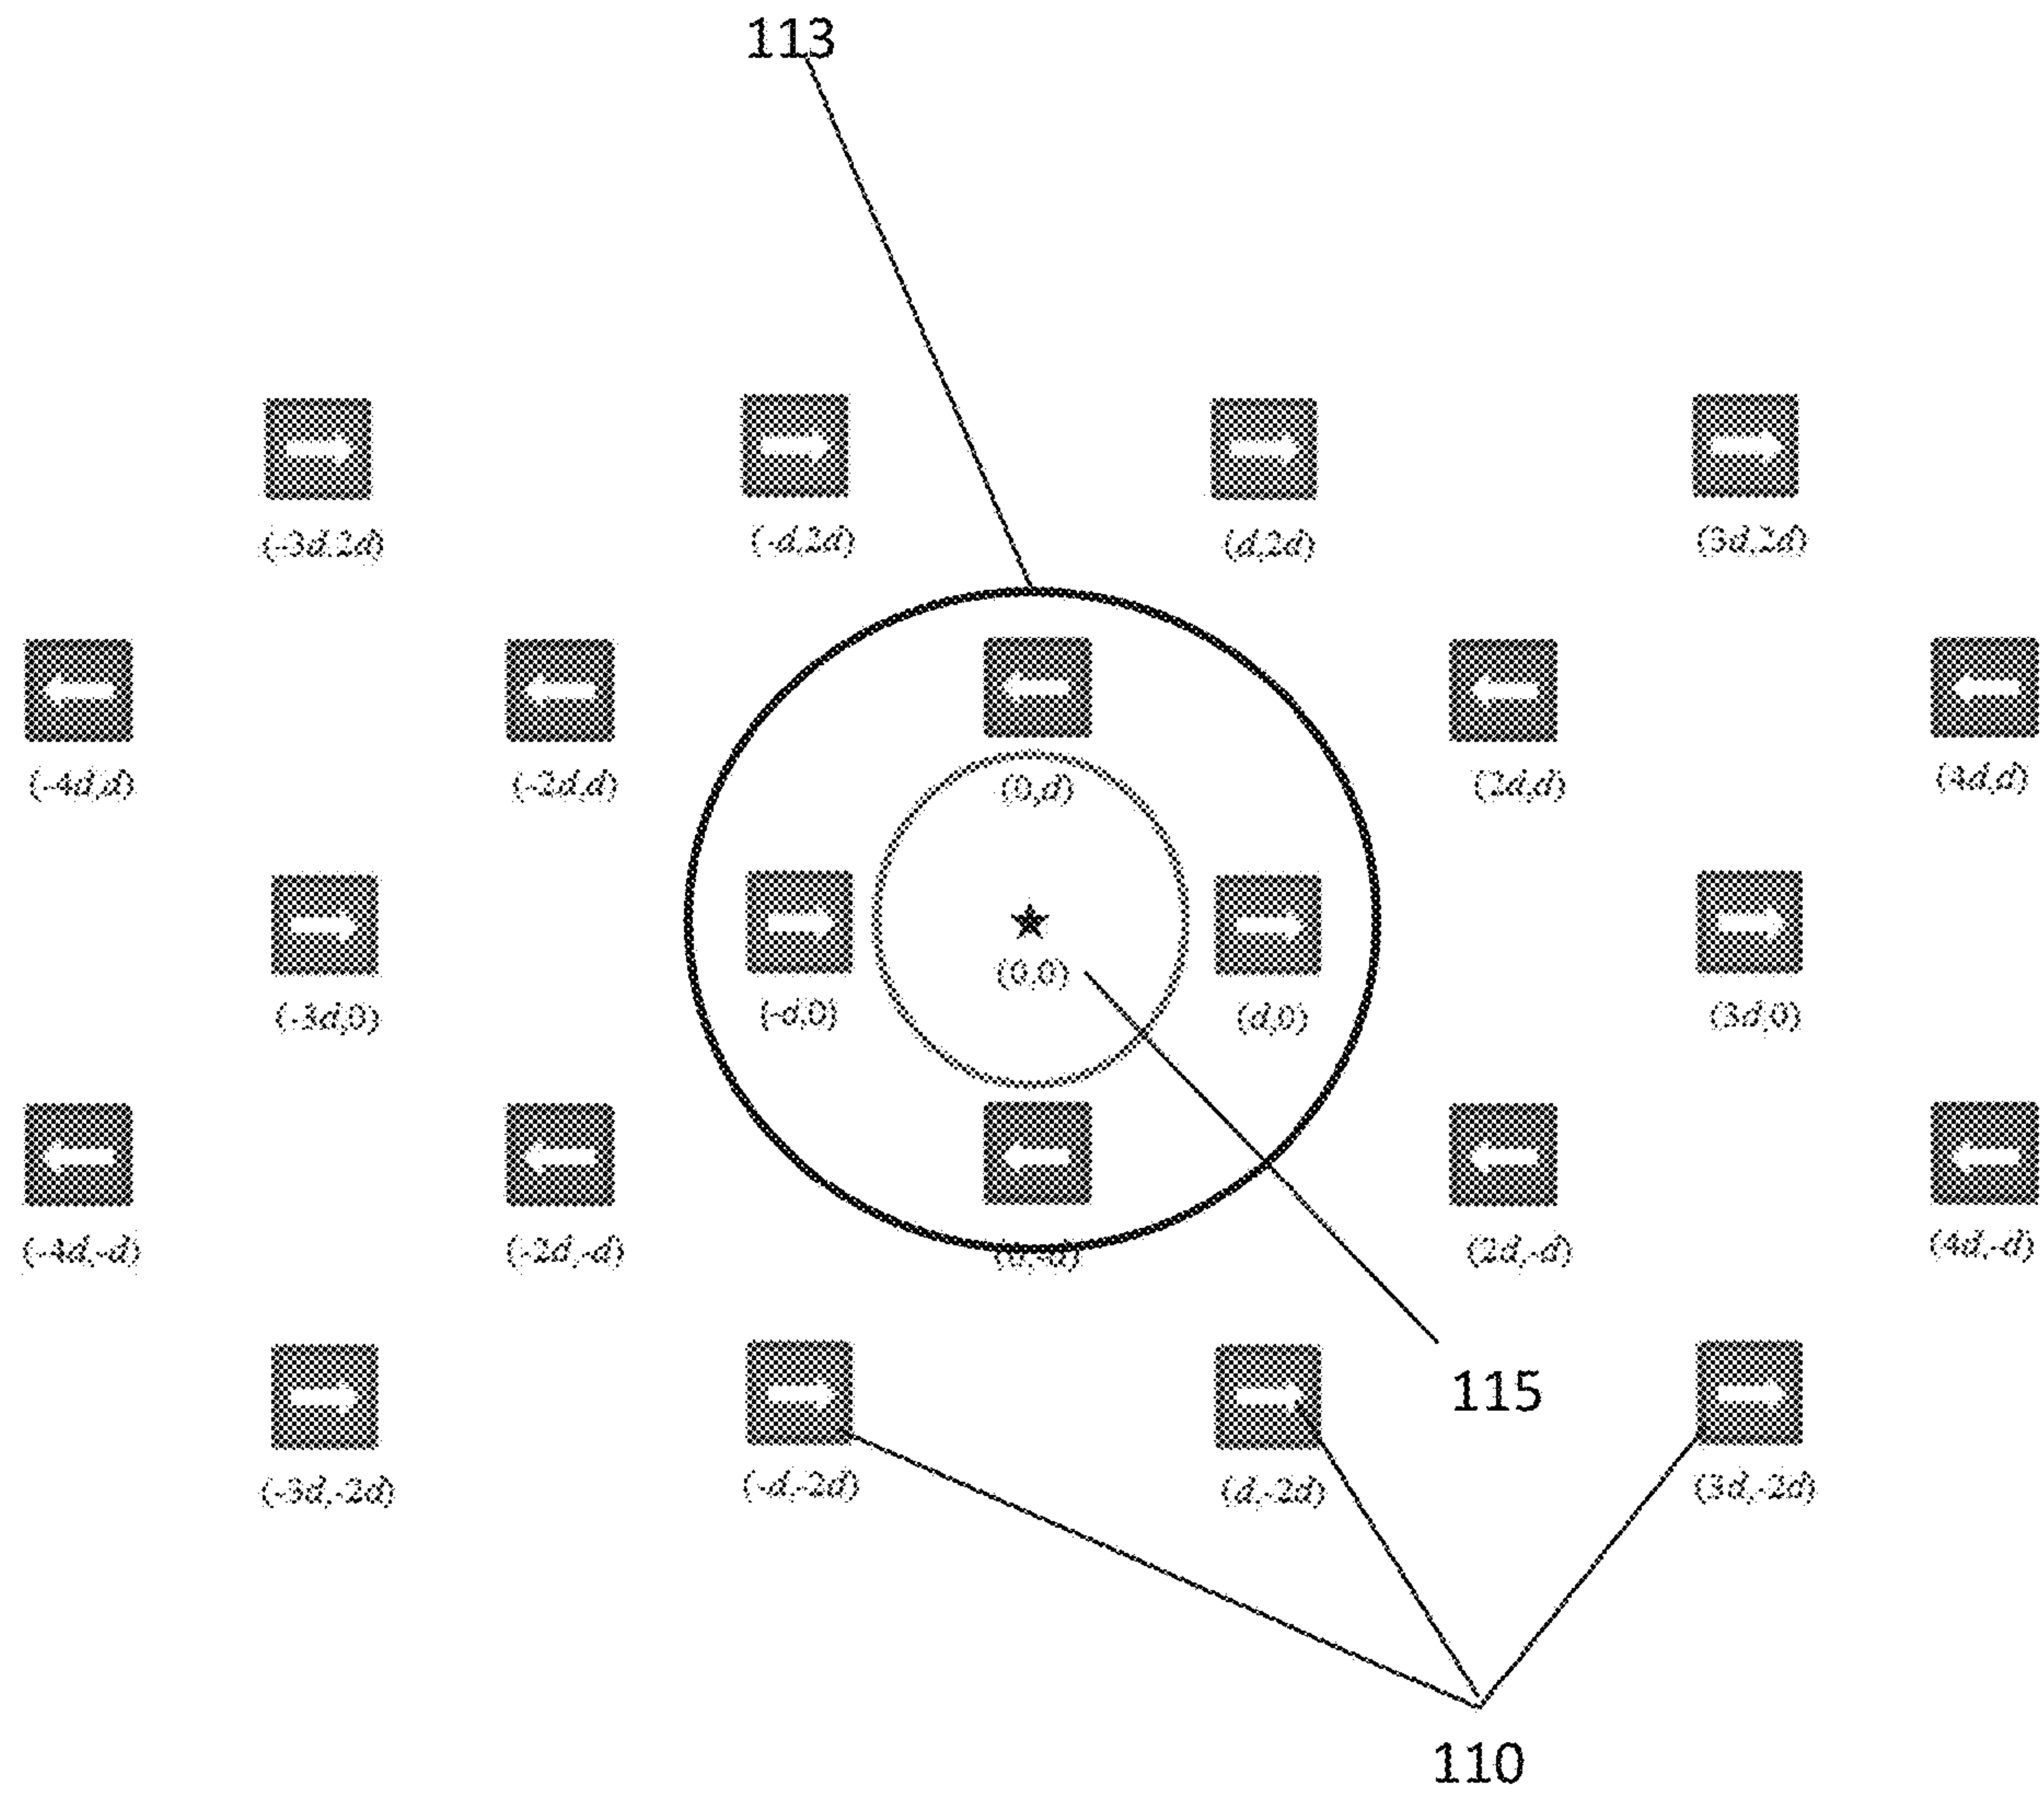 113
(-3d,2d) (-d,2d) (d,2d) (3d,2d)
(-4d,d) (-2d,d) (0,d) (2d,d) (4d,d)
(0,0)
(-3d,0) (-d,0) (d,0) (3d,0)
(-4d,-d) (-2d,-d) (0,-d) (2d,-d) (4d,-d)
115
(-3d,-2d) (-d,-2d) (d,-2d) (3d,-2d)
110